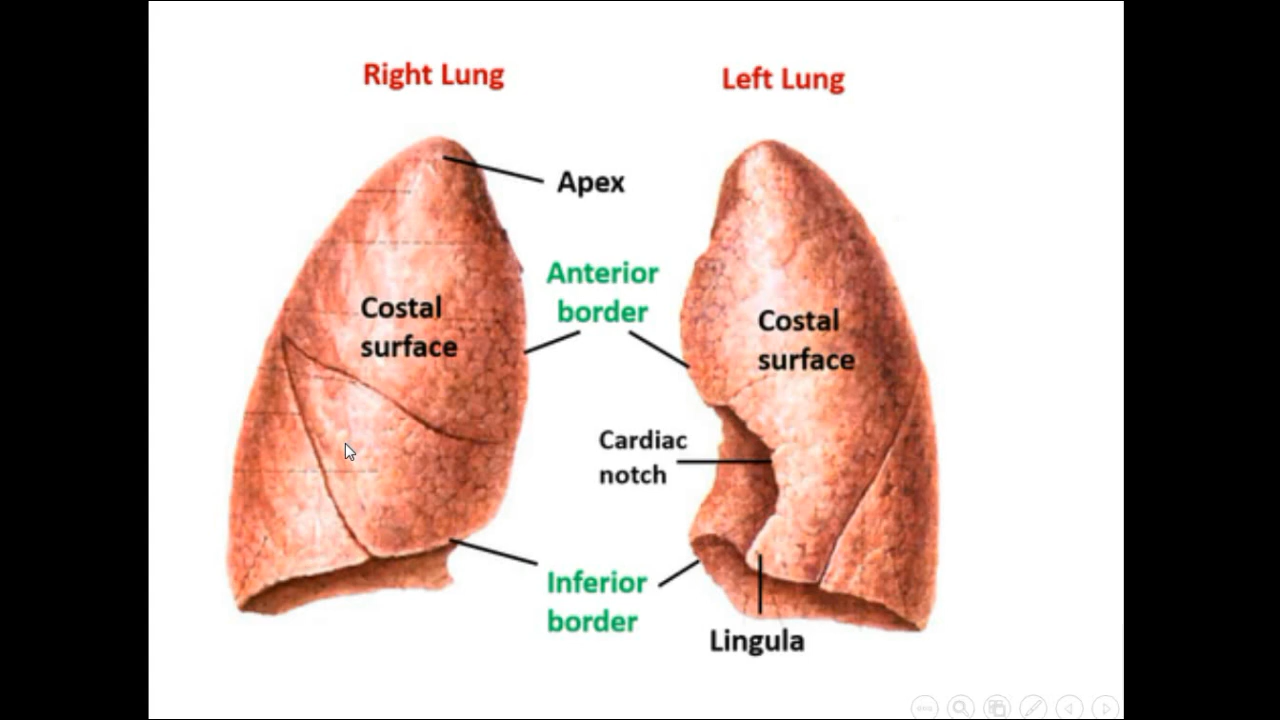 Right Lung
Left Lung
Apex
Anterior
border
Costal
surface
Costal
surface
Cardiac
notch
Inferior
border
Lingula